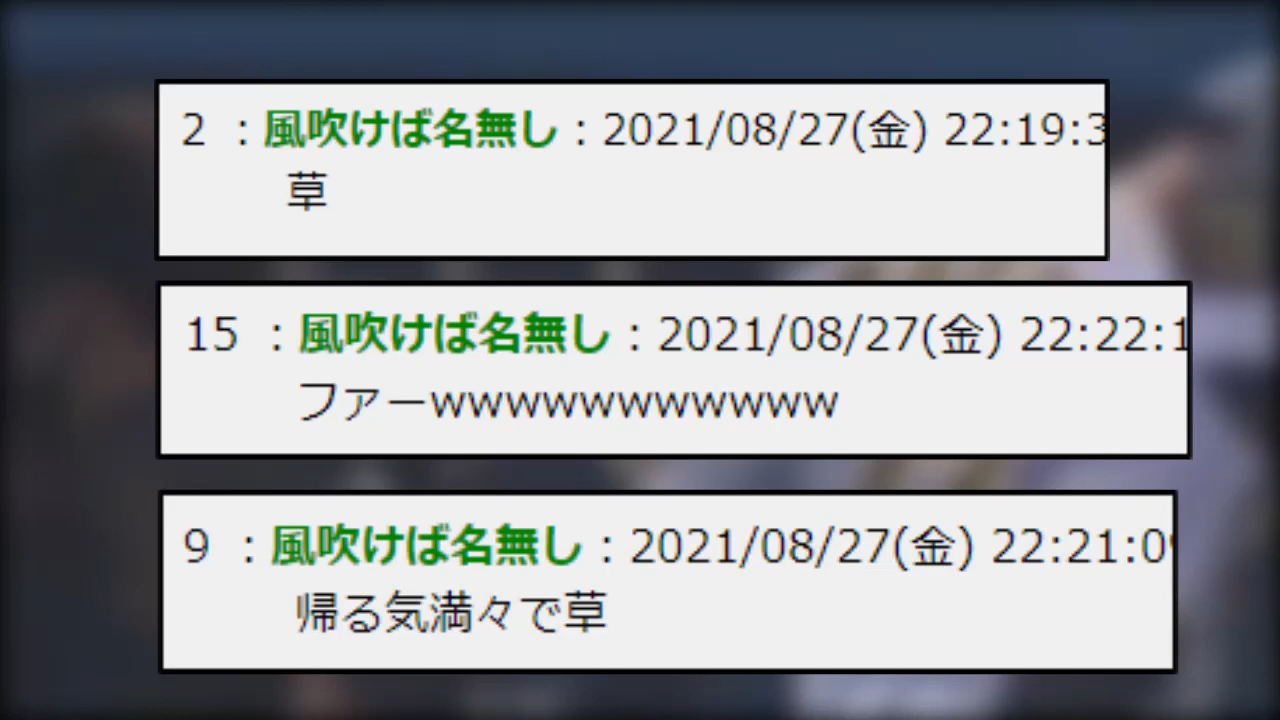 2 :風吹けば名無し:2021/08/27(金) 22:19:3
草
15 :風吹けば名無し:2021/08/27(金) 22:22:1
ファーwwwwwwwwwwww
9 :風吹けば名無し:2021/08/27(金) 22:21:0
帰る気満々で草